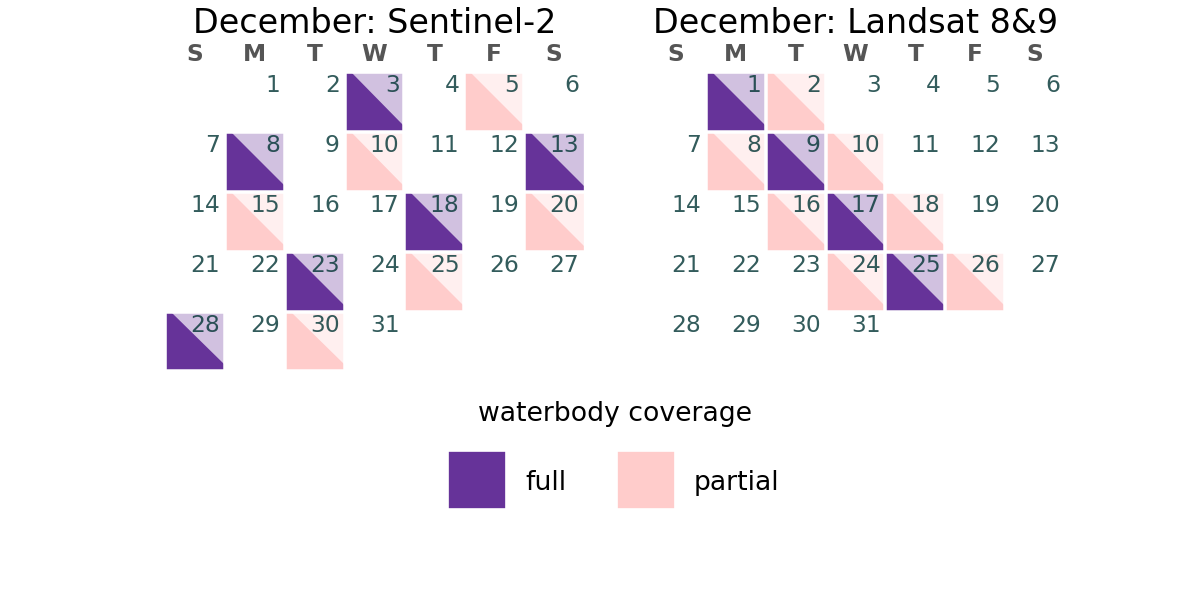 December: Sentinel-2
S M T W T F S
1 2 3 4 5 6
7 8 9 10 11 12 13
14 15 16 17 18 19 20
21 22 23 24 25 26 27
28 29 30 31
December: Landsat 8&9
S M T W T F S
1 2 3 4 5 6
7 8 9 10 11 12 13
14 15 16 17 18 19 20
21 22 23 24 25 26 27
28 29 30 31
waterbody coverage
full partial